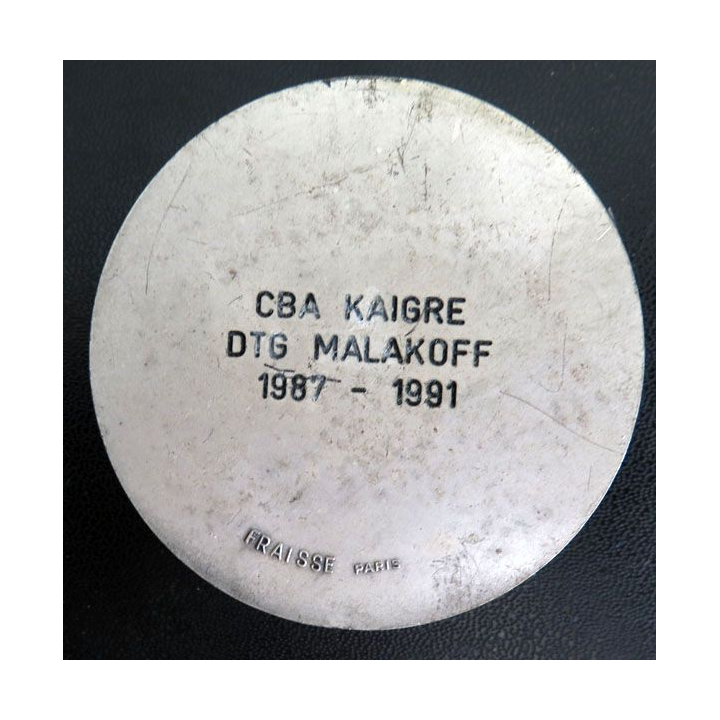 CBA KAIGRE
DTG MALAKOFF
1987 - 1991
FRAISSE PARIS